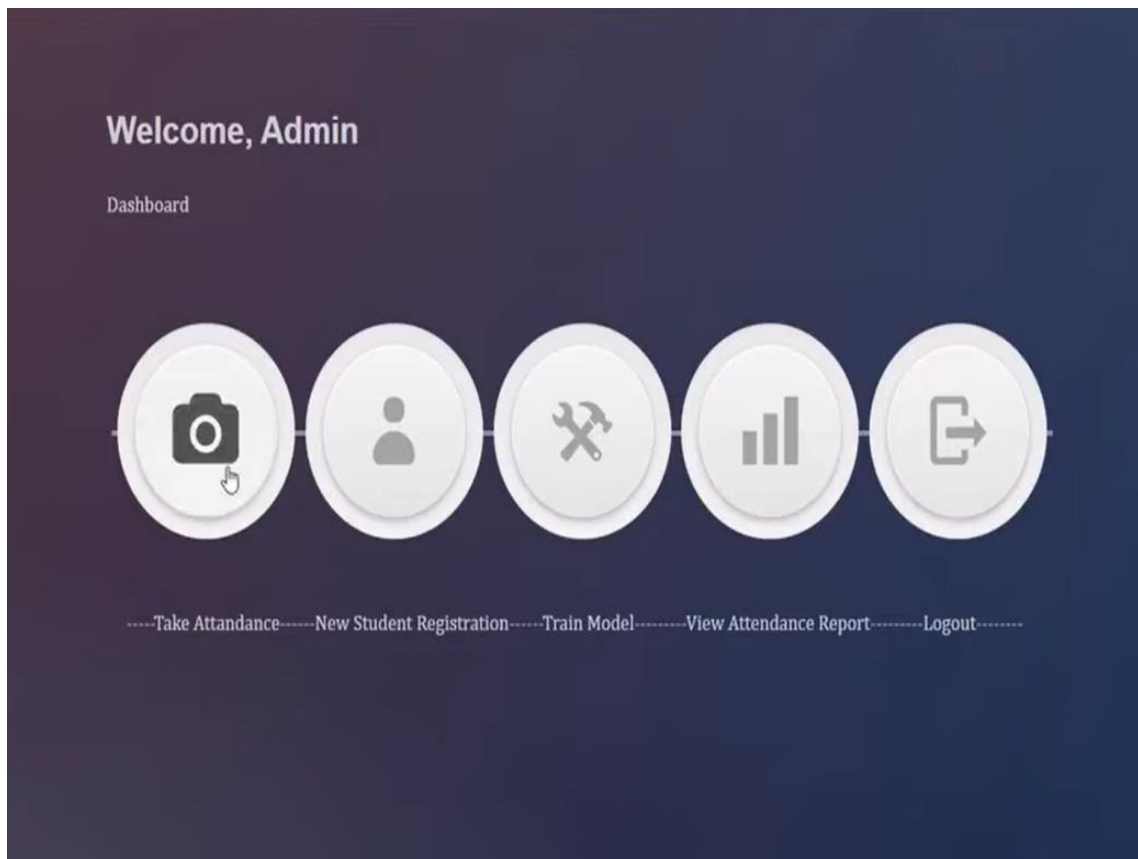 Welcome, Admin
Dashboard
-----Take Attandance------New Student Registration-----Train Model---------View Attendance Report---------Logout--------